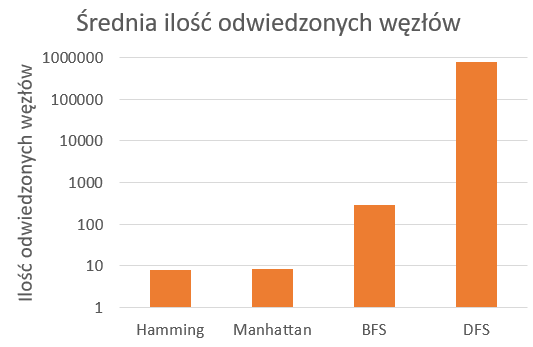 Średnia ilość odwiedzonych węzłów
Ilość odwiedzonych węzłów
1000000
100000
10000
1000
100
10
1
Hamming Manhattan BFS DFS